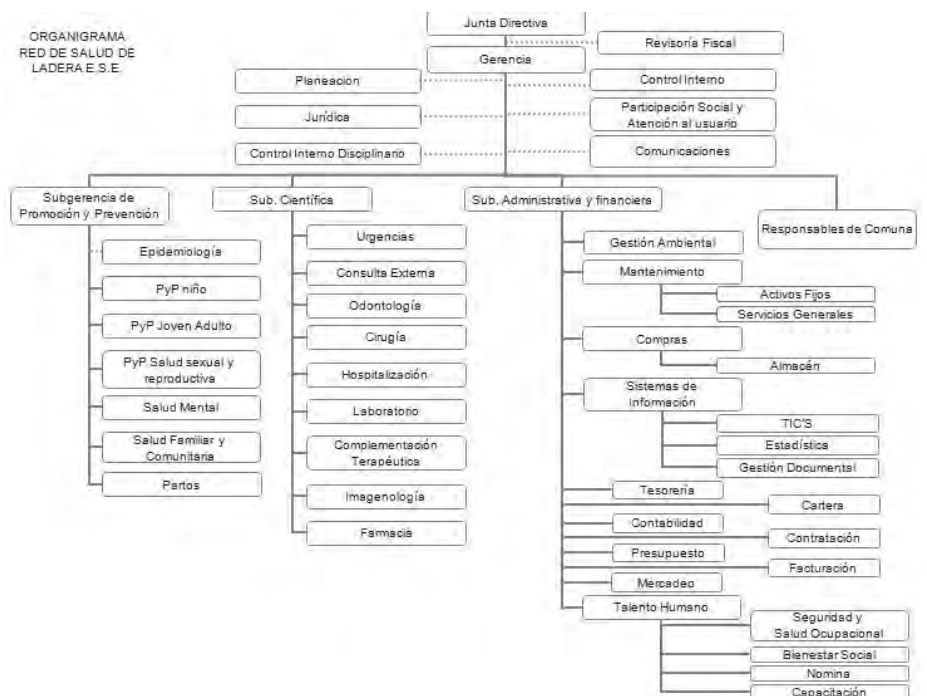 ORGANIGRAMA
RED DE SALUD DE
LADERA E.S.E.
Junta Directiva
Revisoría Fiscal
Gerencia
Planeacion
Control Interno
Jurídica
Participación Social y
Atención al usuario
Control Interno Disciplinario
Comunicaciones
Subgerencia de
Promoción y Prevención
Epidemiología
PyP niño
PyP Joven Adulto
PyP Salud sexual y
reproductiva
Salud Mental
Salud Familiar y
Comunitaria
Partos
Sub. Científica
Urgencias
Consulta Externa
Odontología
Cirugía
Hospitalización
Laboratorio
Complementación
Terapéutica
Imagenología
Farmacia
Sub. Administrativa y financiera
Gestión Ambiental
Mantenimiento
Activos Fijos
Servicios Generales
Compras
Almacén
Sistemas de
Información
TIC'S
Estadística
Gestión Documental
Tesorería
Cartera
Contabilidad
Contratación
Presupuesto
Facturación
Mercadeo
Talento Humano
Seguridad y
Salud Ocupacional
Bienestar Social
Nomina
Capacitación
Responsables de Comuna